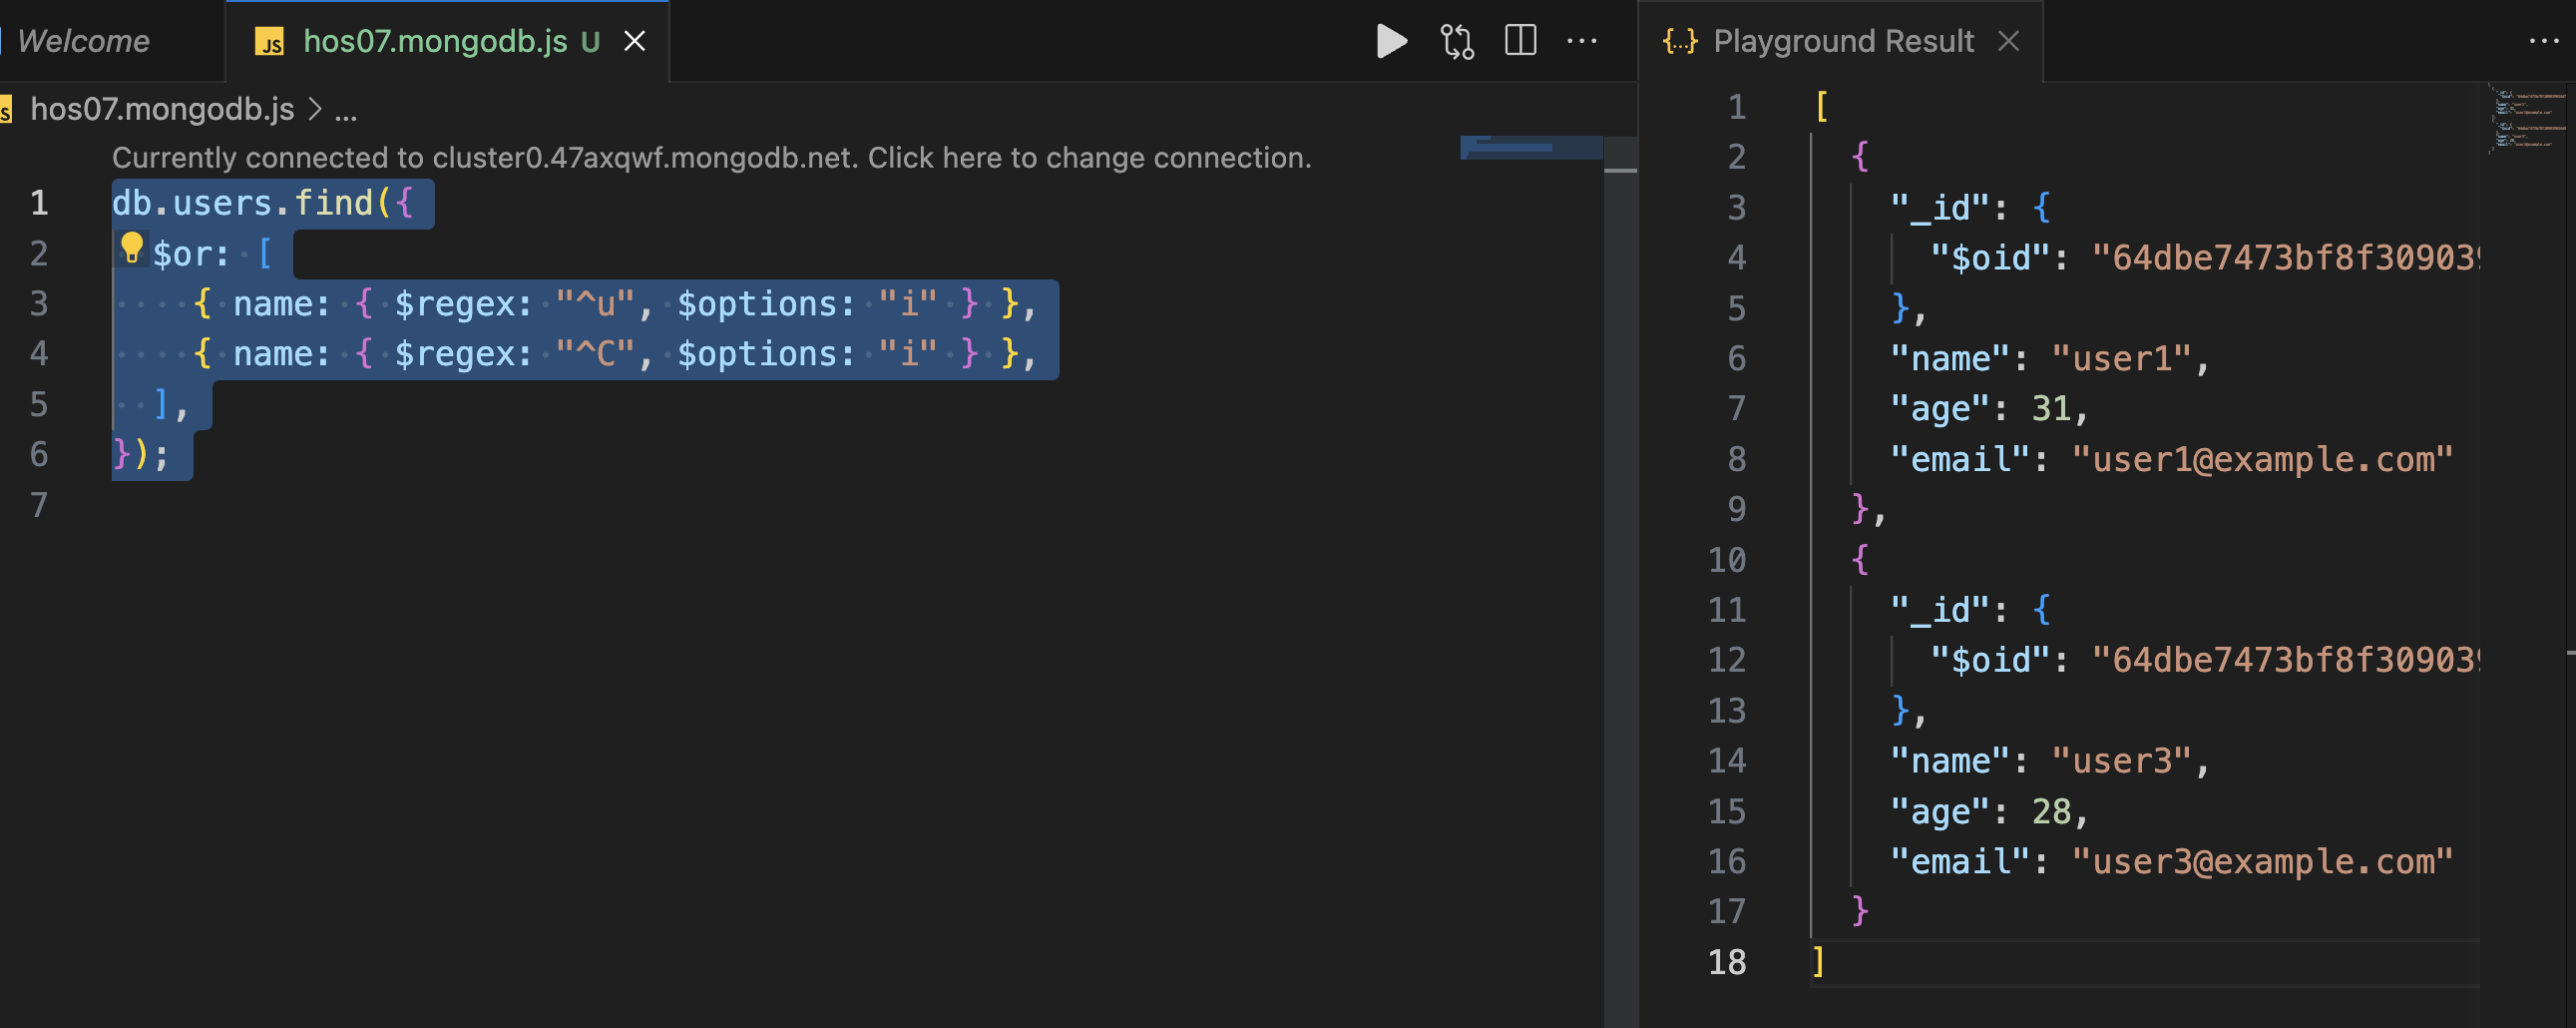 Welcome
JS hos07.mongodb.js U
hos07.mongodb.js > ...
Currently connected to cluster0.47axqwf.mongodb.net. Click here to change connection.
1 db.users.find({
2 $or: [
3 { name: { $regex: "^u", $options: "i" } },
4 { name: { $regex: "^C", $options: "i" } },
5 ],
6 });
7
{..} Playground Result
1 [
2 {
3 "_id": {
4 "$oid": "64dbe7473bf8f309039
5 },
6 "name": "user1",
7 "age": 31,
8 "email": "user1@example.com"
9 },
10 {
11 "_id": {
12 "$oid": "64dbe7473bf8f309039
13 },
14 "name": "user3",
15 "age": 28,
16 "email": "user3@example.com"
17 }
18 ]